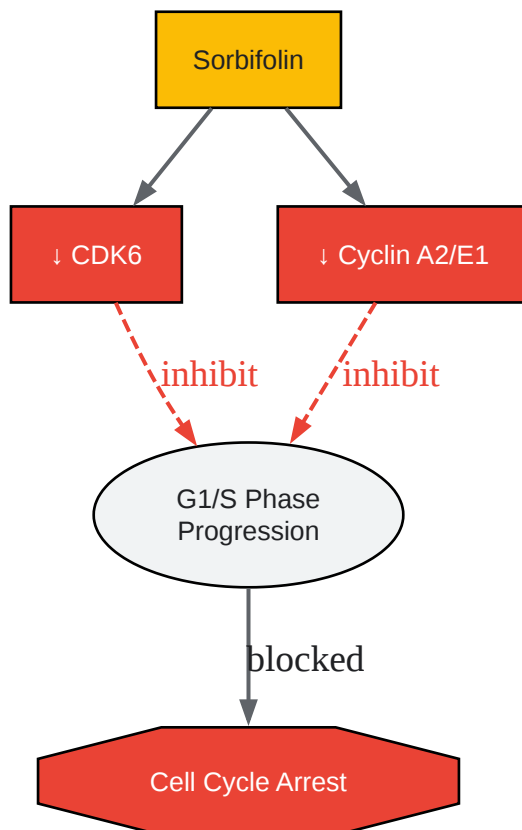 Sorbifolin
↓ CDK6
↓ Cyclin A2/E1
inhibit
inhibit
G1/S Phase
Progression
blocked
Cell Cycle Arrest